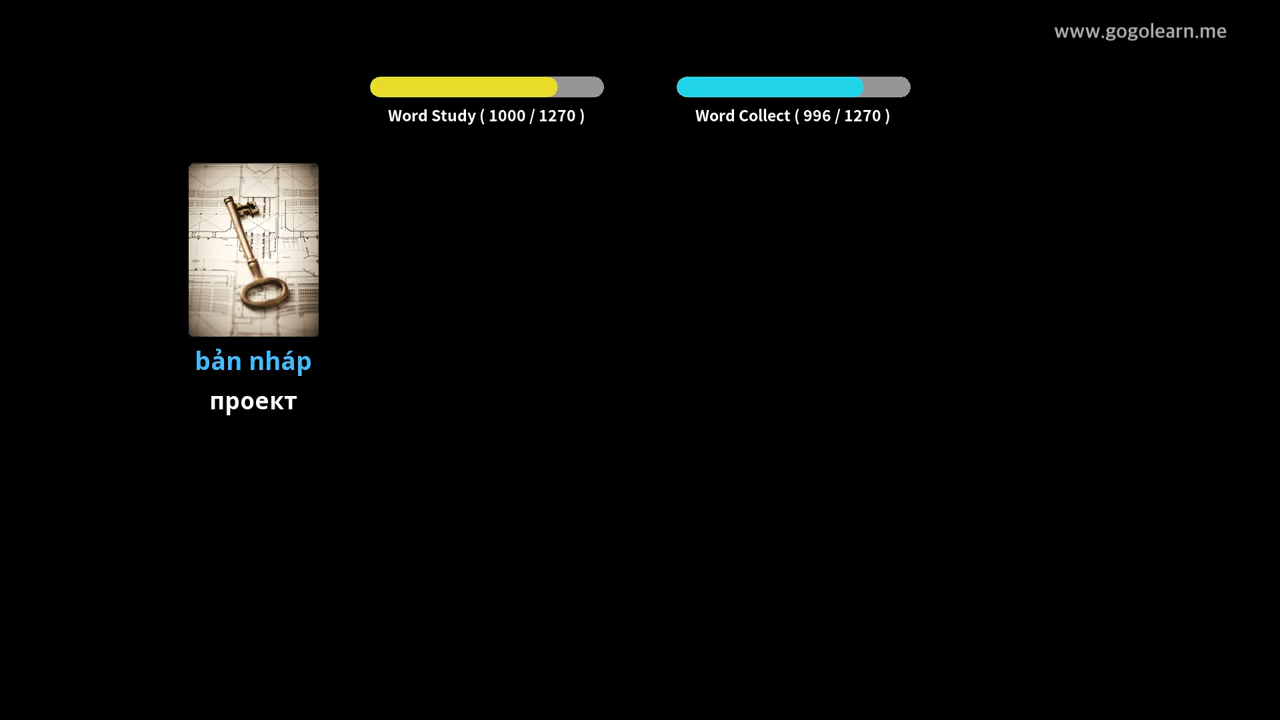 www.gogolearn.me
Word Study ( 1000 / 1270 )
Word Collect ( 996 / 1270 )
bản nháp
проект